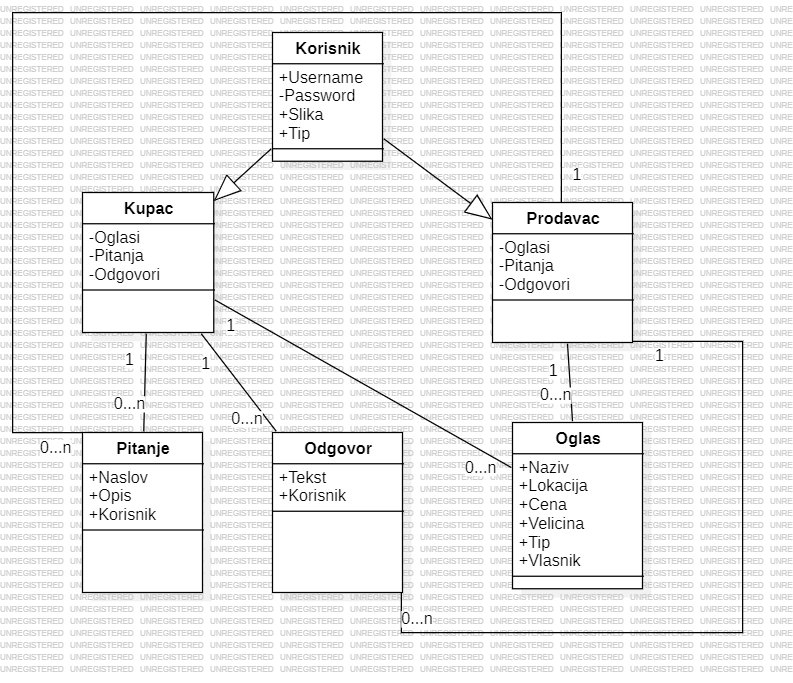 Korisnik
+Username
-Password
+Slika
+Tip
1
Kupac
-Oglasi
-Pitanja
-Odgovori
Prodavac
-Oglasi
-Pitanja
-Odgovori
1
1
1
1
1
0...n
0...n
0...n
0...n
0...n
Pitanje
+Naslov
+Opis
+Korisnik
Odgovor
+Tekst
+Korisnik
Oglas
+Naziv
+Lokacija
+Cena
+Velicina
+Tip
+Vlasnik
0...n
UNREGISTERED